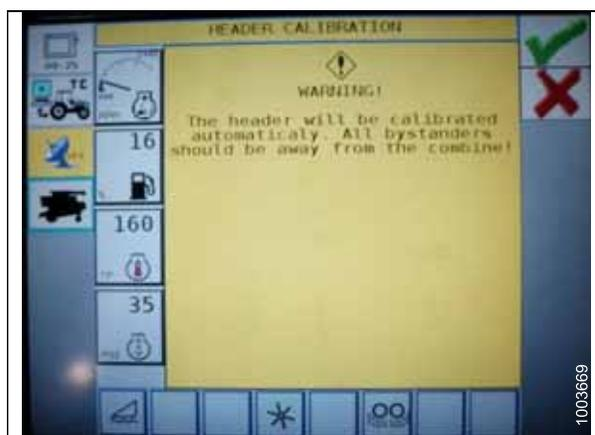 HEADER CALIBRATION
WARNING!
The header will be calibrated
automaticaly. All bystanders
should be away from the combine!
TC
16
160
35
1003669